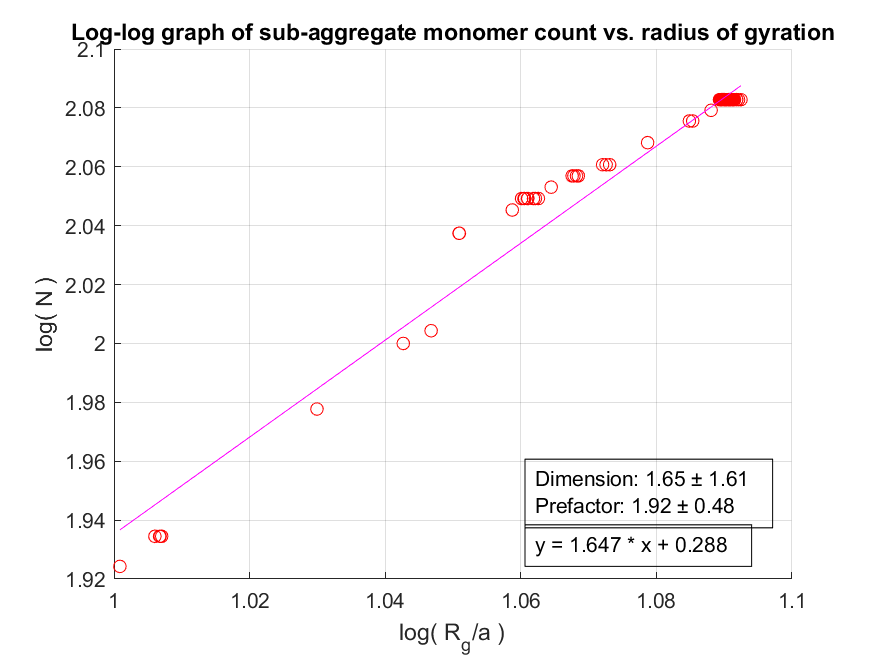 Log-log graph of sub-aggregate monomer count vs. radius of gyration
2.1
2.08
2.06
2.04
2.02
2
1.98
1.96
1.94
1.92
log( N )
Dimension: 1.65 ± 1.61
Prefactor: 1.92 ± 0.48
y = 1.647 * x + 0.288
1 1.02 1.04 1.06 1.08 1.1
log( R_g/a )